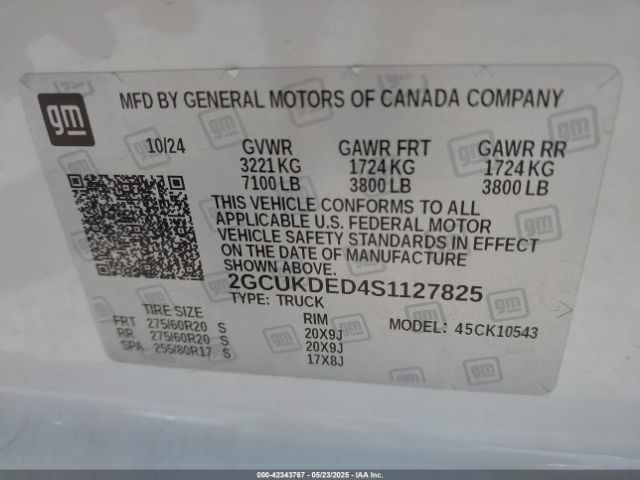 gm
MFD BY GENERAL MOTORS OF CANADA COMPANY
10/24 GVWR GAWR FRT GAWR RR
3221 KG 1724 KG 1724 KG
7100 LB 3800 LB 3800 LB
THIS VEHICLE CONFORMS TO ALL
APPLICABLE U.S. FEDERAL MOTOR
VEHICLE SAFETY STANDARDS IN EFFECT
ON THE DATE OF MANUFACTURE
SHOWN ABOVE.
2GCUKDED4S1127825
TYPE: TRUCK
TIRE SIZE RIM MODEL: 45CK10543
FRT 275/60R20 S 20X9J
RR 275/60R20 S 20X9J
SPA 255/80R17 S 17X8J
000-42343767 - 05/23/2025 - IAA, Inc.